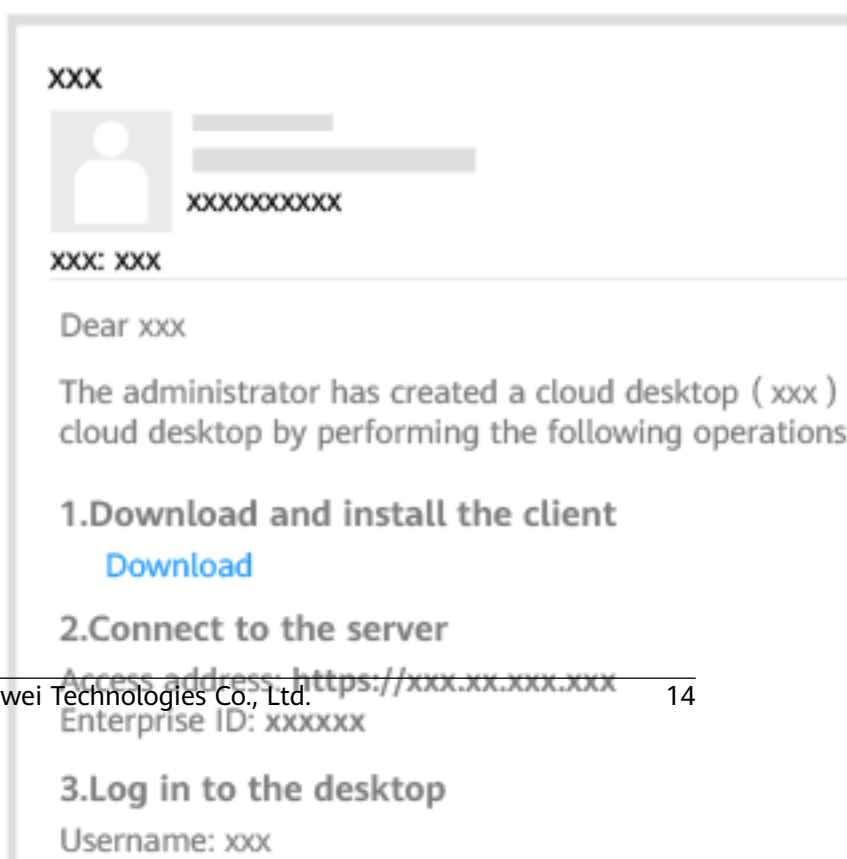 xxx
xxxxxxxxxx
xxx: xxx
Dear xxx
The administrator has created a cloud desktop ( xxx )
cloud desktop by performing the following operations
1.Download and install the client
Download
2.Connect to the server
Access address: https://xxx.xx.xxx.xxx
wei Technologies Co., Ltd. 14
Enterprise ID: xxxxxx
3.Log in to the desktop
Username: xxx